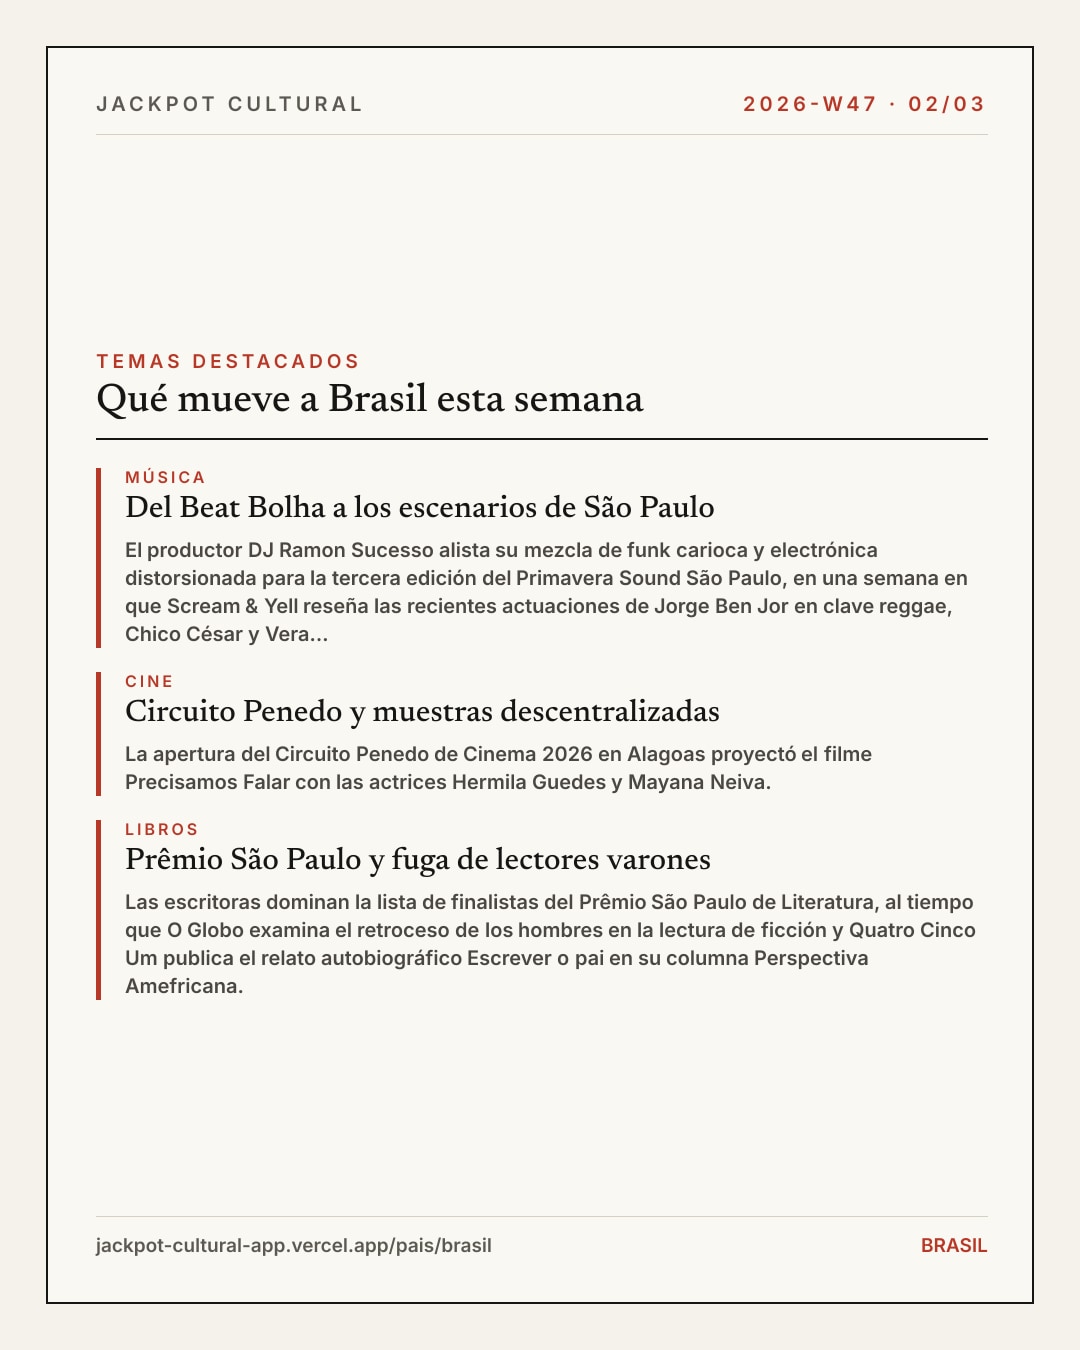 JACKPOT CULTURAL
2026-W47 · 02/03
TEMAS DESTACADOS
Qué mueve a Brasil esta semana
MÚSICA
Del Beat Bolha a los escenarios de São Paulo
El productor DJ Ramon Sucesso alista su mezcla de funk carioca y electrónica
distorsionada para la tercera edición del Primavera Sound São Paulo, en una semana en
que Scream & Yell reseña las recientes actuaciones de Jorge Ben Jor en clave reggae,
Chico César y Vera…
CINE
Circuito Penedo y muestras descentralizadas
La apertura del Circuito Penedo de Cinema 2026 en Alagoas proyectó el filme
Precisamos Falar con las actrices Hermila Guedes y Mayana Neiva.
LIBROS
Prêmio São Paulo y fuga de lectores varones
Las escritoras dominan la lista de finalistas del Prêmio São Paulo de Literatura, al tiempo
que O Globo examina el retroceso de los hombres en la lectura de ficción y Quatro Cinco
Um publica el relato autobiográfico Escrever o pai en su columna Perspectiva
Amefricana.
jackpot-cultural-app.vercel.app/pais/brasil
BRASIL